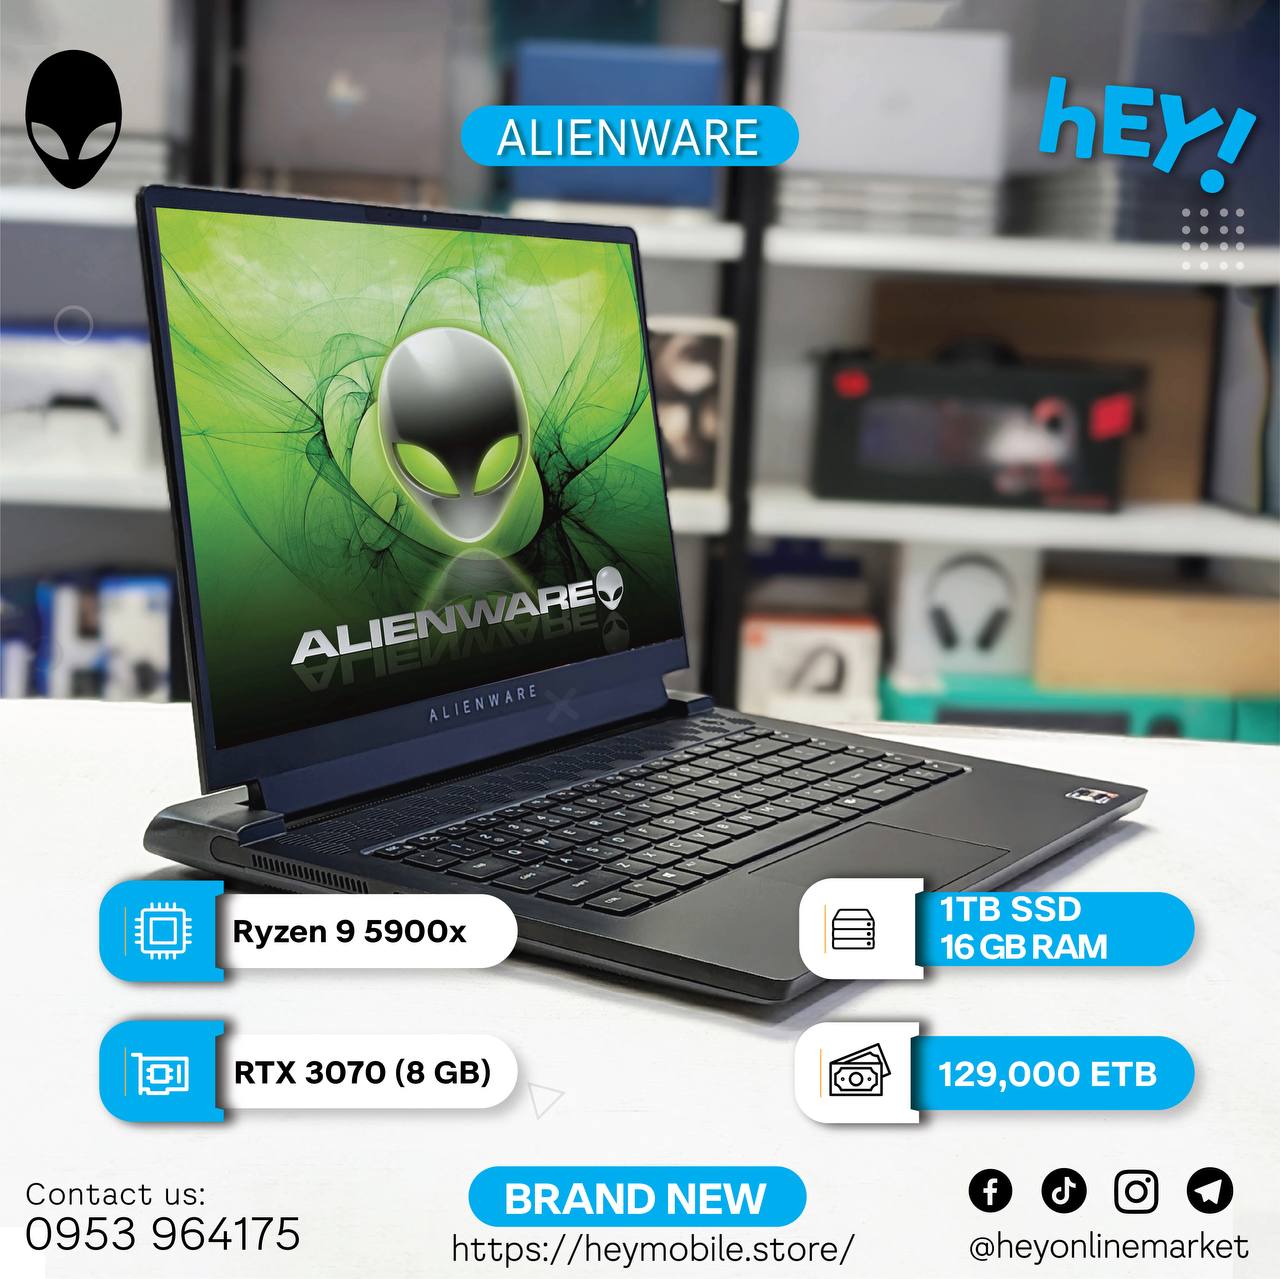 ALIENWARE
hEY!
ALIENWARE
ALIENWARE
Ryzen 9 5900x
1TB SSD
16 GB RAM
RTX 3070 (8 GB)
129,000 ETB
Contact us:
0953 964175
BRAND NEW
https://heymobile.store/
@heyonlinemarket